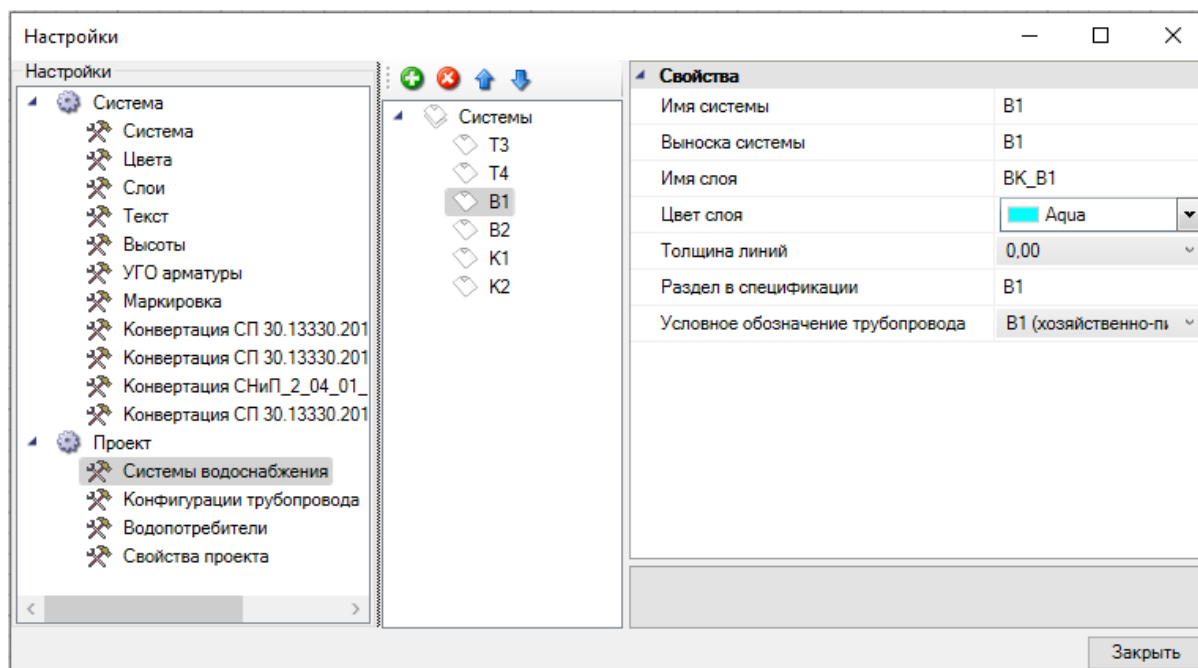 Настройки
Настройки
Система
Система
Цвета
Слои
Текст
Высоты
УГО арматуры
Маркировка
Конвертация СП 30.13330.201
Конвертация СП 30.13330.201
Конвертация СНиП_2_04_01_
Конвертация СП 30.13330.201
Проект
Системы водоснабжения
Конфигурации трубопровода
Водопотребители
Свойства проекта
Системы
Т3
Т4
В1
В2
К1
К2
Свойства
Имя системы В1
Выноска системы В1
Имя слоя ВК_В1
Цвет слоя Aqua
Толщина линий 0,00
Раздел в спецификации В1
Условное обозначение трубопровода В1 (хозяйственно-пи
Закрыть